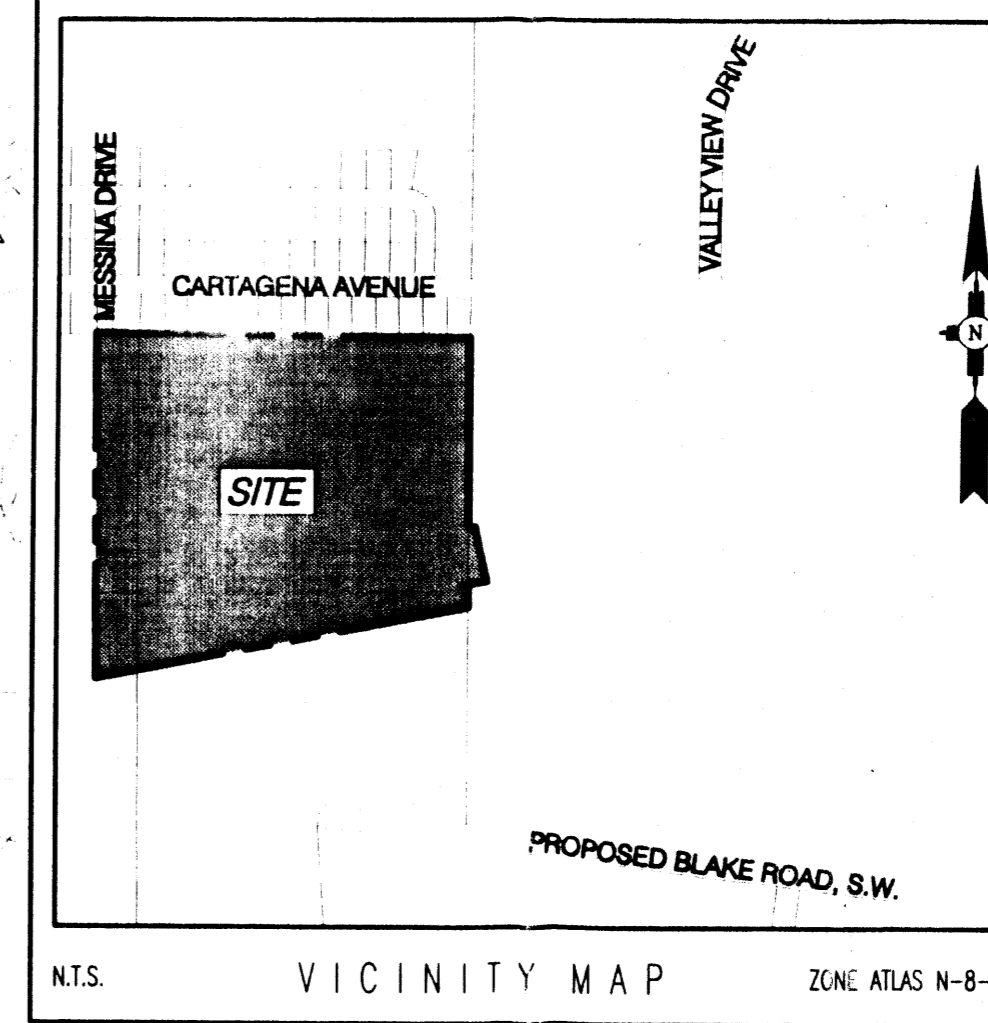 VALLEY VIEW DRIVE
MESSINA DRIVE
CARTAGENA AVENUE
N
SITE
PROPOSED BLAKE ROAD, S.W.
N.T.S.
VICINITY MAP
ZONE ATLAS N-8-